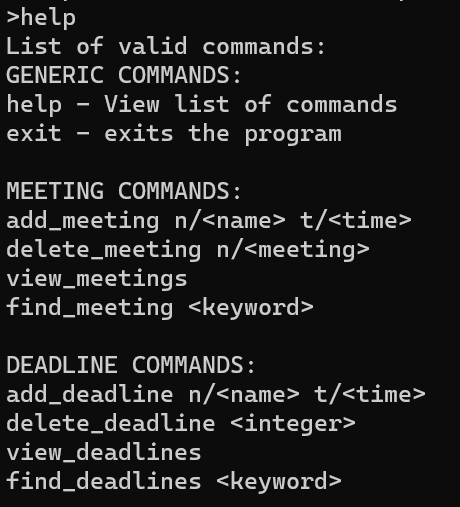 >help
List of valid commands:
GENERIC COMMANDS:
help - View list of commands
exit - exits the program
MEETING COMMANDS:
add_meeting n/<name> t/<time>
delete_meeting n/<meeting>
view_meetings
find_meeting <keyword>
DEADLINE COMMANDS:
add_deadline n/<name> t/<time>
delete_deadline <integer>
view_deadlines
find_deadlines <keyword>